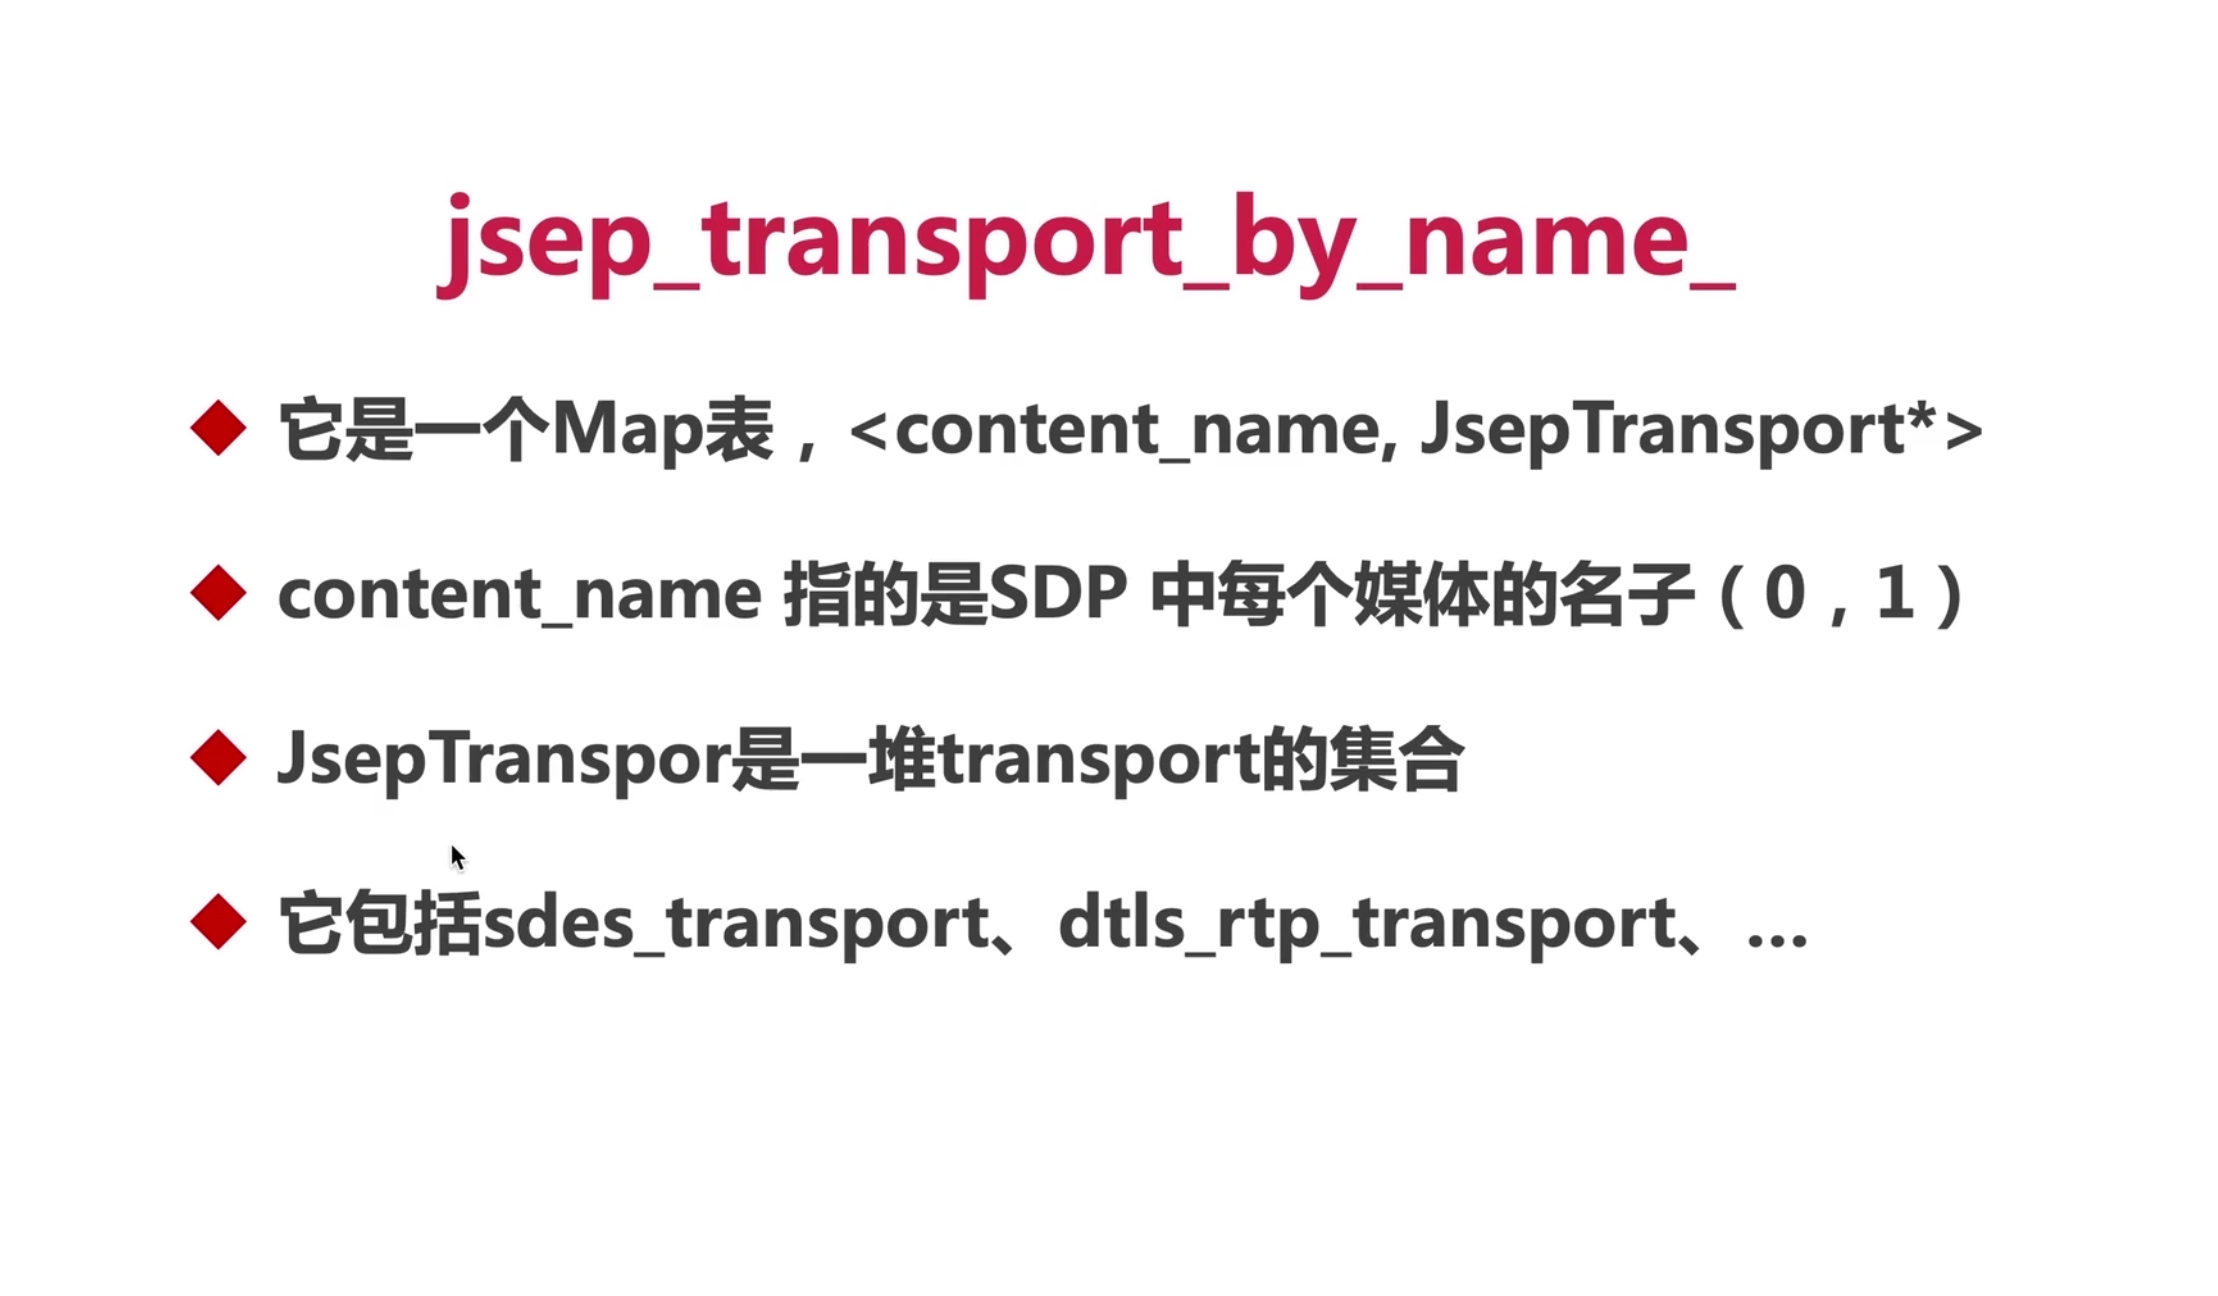 jsep_transport_by_name_
它是一个Map表，<content_name, JsepTransport*>
content_name 指的是SDP 中每个媒体的名子（0，1）
JsepTranspor是一堆transport的集合
它包括sdes_transport、dtls_rtp_transport、...